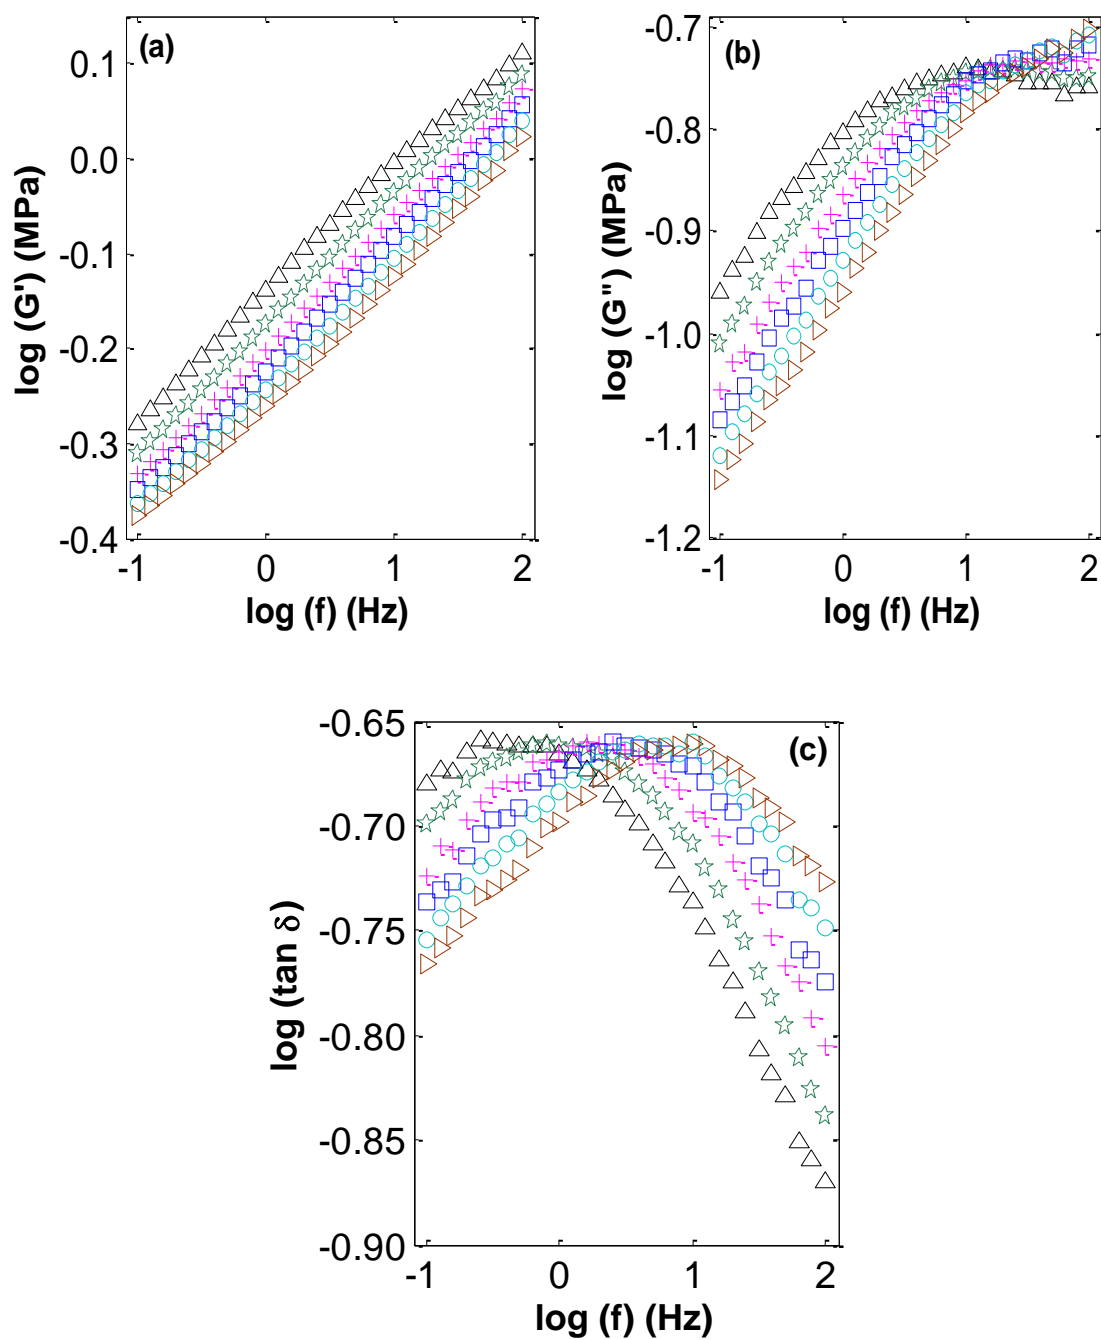 (a)
0.1
0.0
-0.1
-0.2
-0.3
-0.4
log (G') (MPa)
-1 0 1 2
log (f) (Hz)
(b)
-0.7
-0.8
-0.9
-1.0
-1.1
-1.2
log (G") (MPa)
-1 0 1 2
log (f) (Hz)
(c)
-0.65
-0.70
-0.75
-0.80
-0.85
-0.90
log (tan δ)
-1 0 1 2
log (f) (Hz)